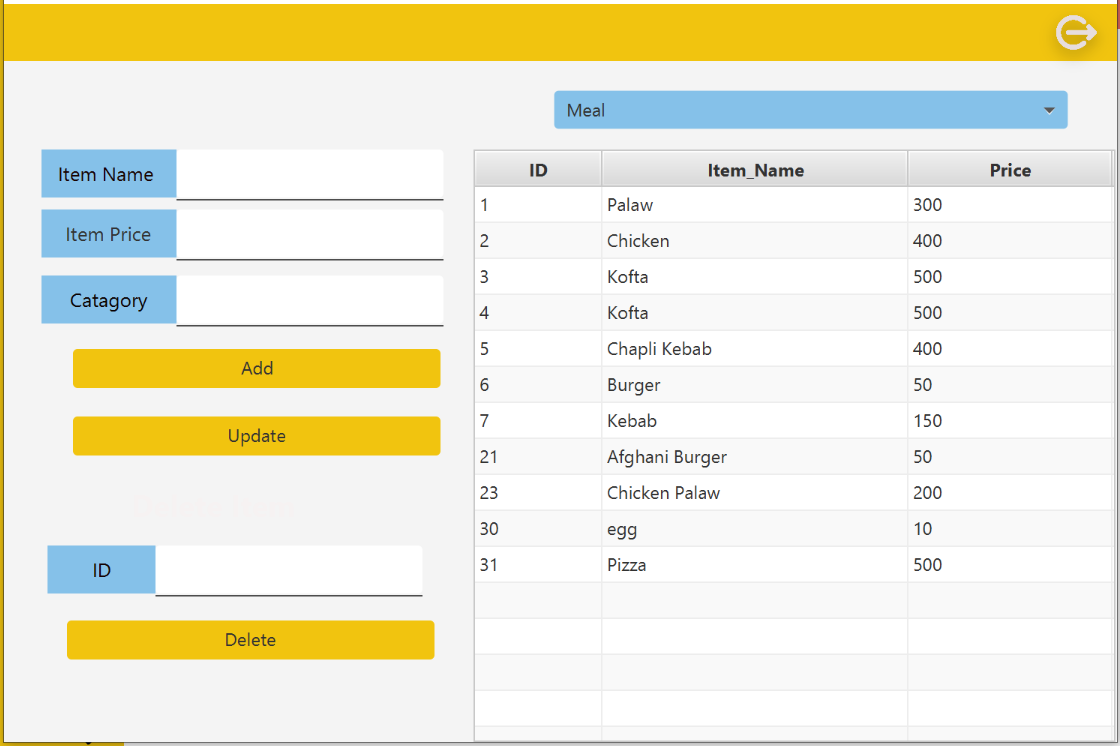 Meal
Item Name
Item Price
Catagory
Add
Update
ID
Delete
ID Item_Name Price
1 Palaw 300
2 Chicken 400
3 Kofta 500
4 Kofta 500
5 Chapli Kebab 400
6 Burger 50
7 Kebab 150
21 Afghani Burger 50
23 Chicken Palaw 200
30 egg 10
31 Pizza 500